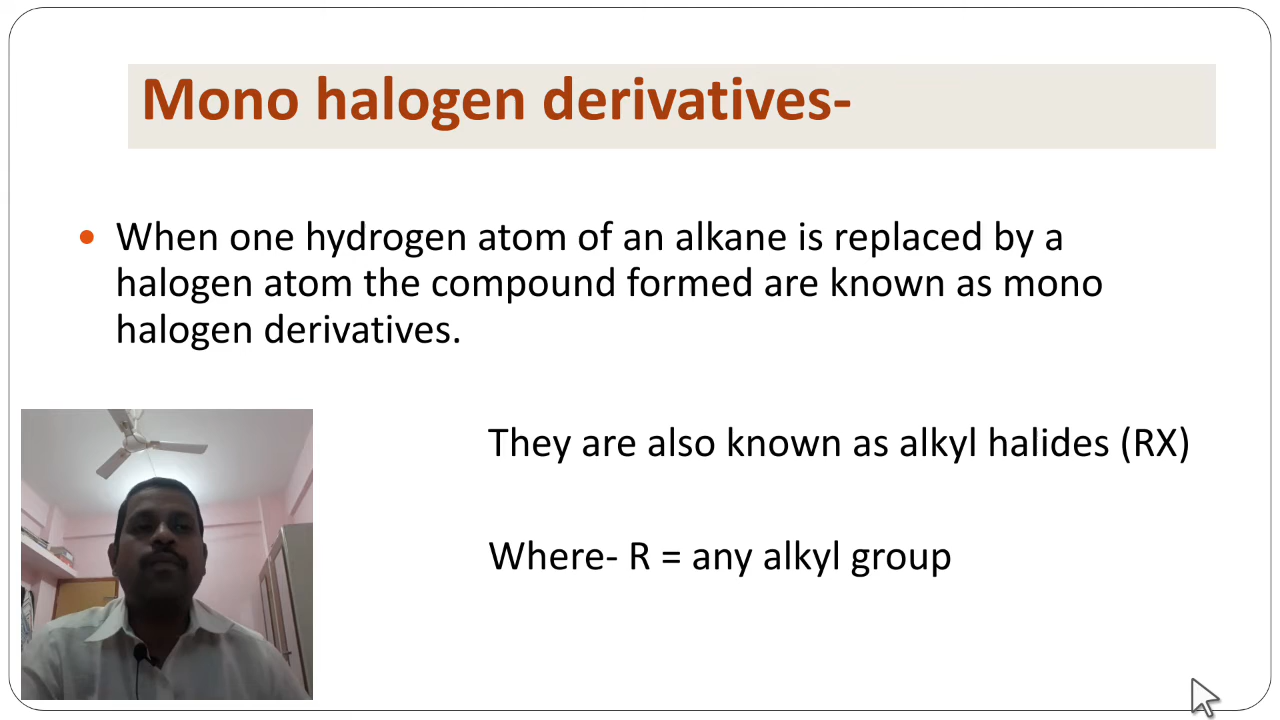 Mono halogen derivatives-
When one hydrogen atom of an alkane is replaced by a
halogen atom the compound formed are known as mono
halogen derivatives.
They are also known as alkyl halides (RX)
Where- R = any alkyl group